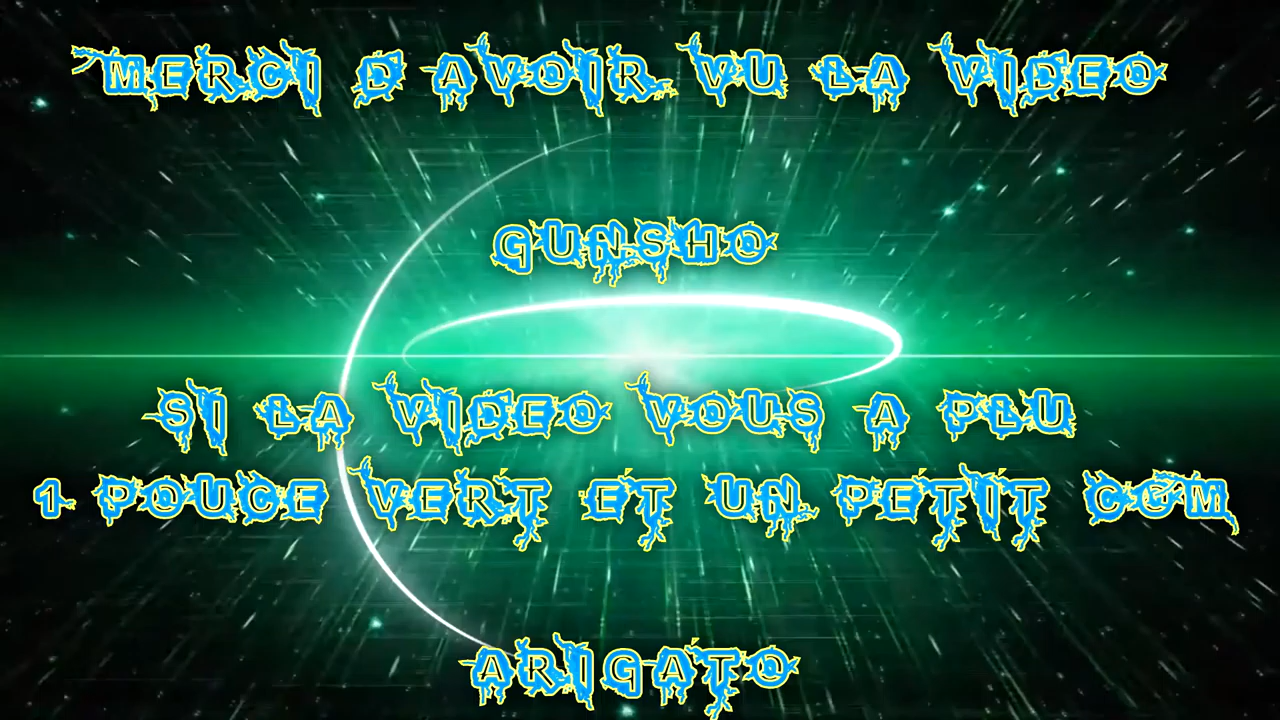 MERCI D AVOIR VU LA VIDEO
GUNSHO
SI LA VIDEO VOUS A PLU
1 POUCE VERT ET UN PETIT COM
ARIGATO